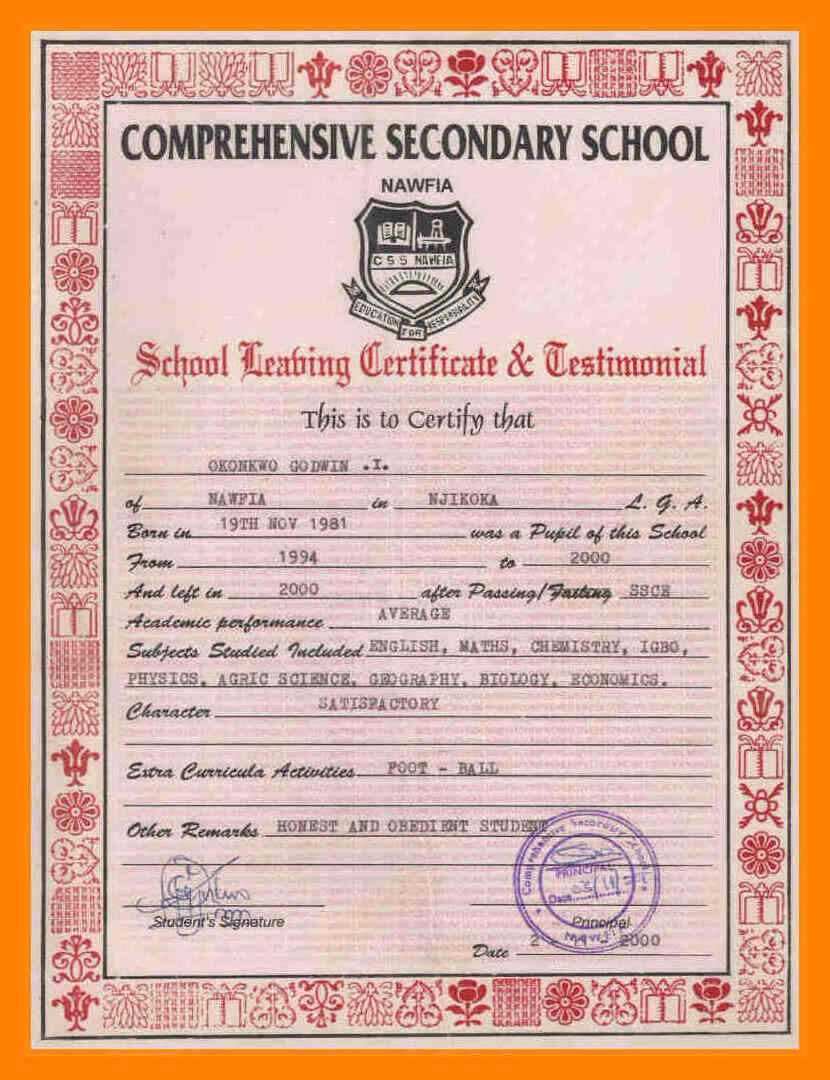 COMPREHENSIVE SECONDARY SCHOOL
NAWFIA
C S S NAWFIA
EDUCATION FOR RESPONSIBILITY
School Leaving Certificate & Testimonial
This is to Certify that
OKONKWO GODWIN .I.
of NAWFIA in NJIKOKA L. G. A.
Born in 19TH NOV 1981 was a Pupil of this School
From 1994 to 2000
And left in 2000 after Passing/Failing SSCE
Academic performance AVERAGE
Subjects Studied Included ENGLISH, MATHS, CHEMISTRY, IGBO,
PHYSICS, AGRIC SCIENCE, GEOGRAPHY, BIOLOGY, ECONOMICS.
Character SATISFACTORY
Extra Curricula Activities FOOT - BALL
Other Remarks HONEST AND OBEDIENT STUDENT
Comprehensive Secondary
PRINCIPAL
Date
Student's Signature Principal
Date 2 2000